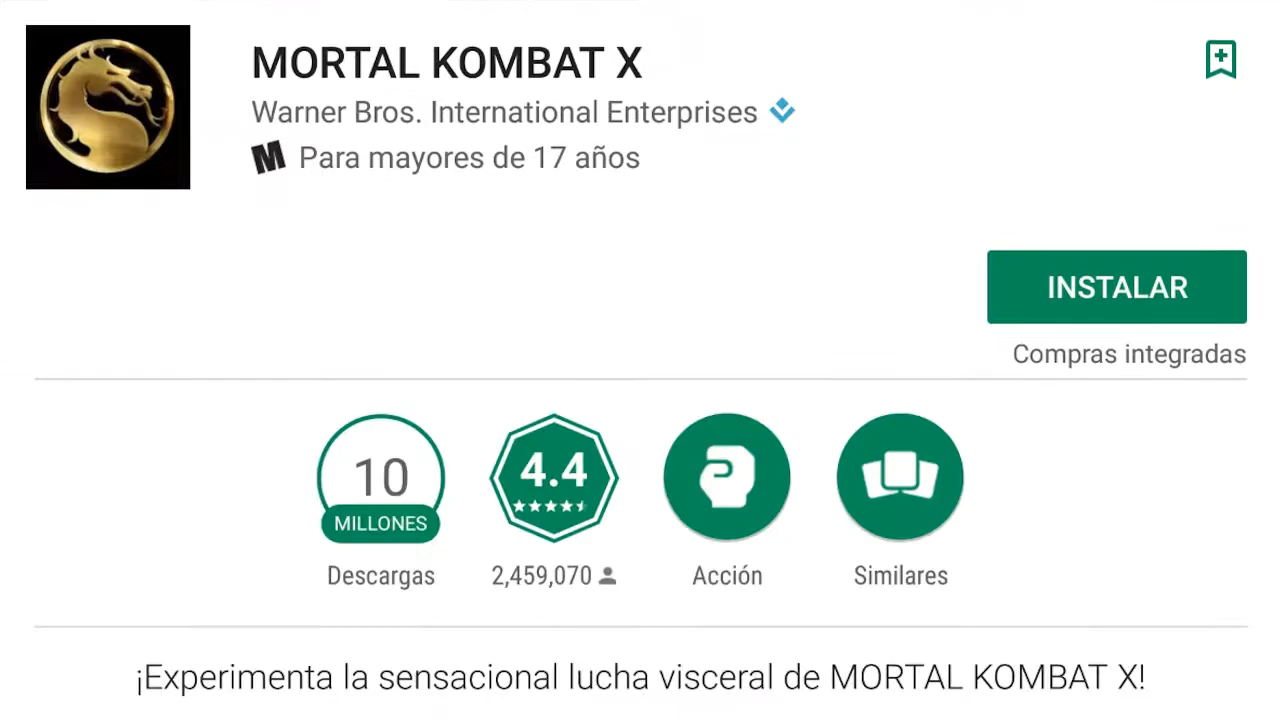 MORTAL KOMBAT X
Warner Bros. International Enterprises
M Para mayores de 17 años
INSTALAR
Compras integradas
10
MILLONES
Descargas
4.4
2,459,070
Acción
Similares
¡Experimenta la sensacional lucha visceral de MORTAL KOMBAT X!